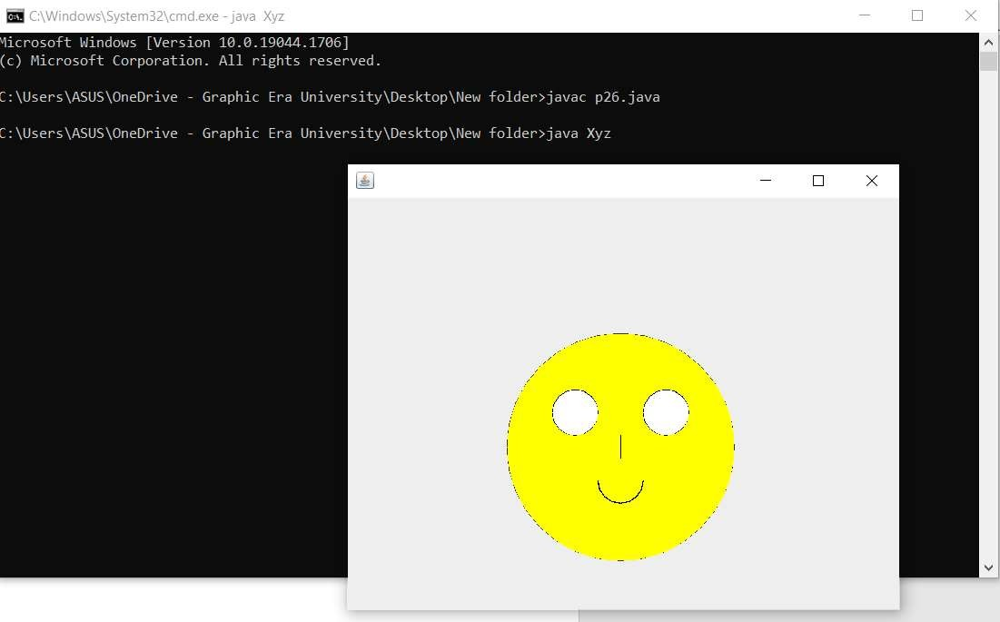 C:\Windows\System32\cmd.exe - java  Xyz
Microsoft Windows [Version 10.0.19044.1706]
(c) Microsoft Corporation. All rights reserved.
C:\Users\ASUS\OneDrive - Graphic Era University\Desktop\New folder>javac p26.java
C:\Users\ASUS\OneDrive - Graphic Era University\Desktop\New folder>java Xyz